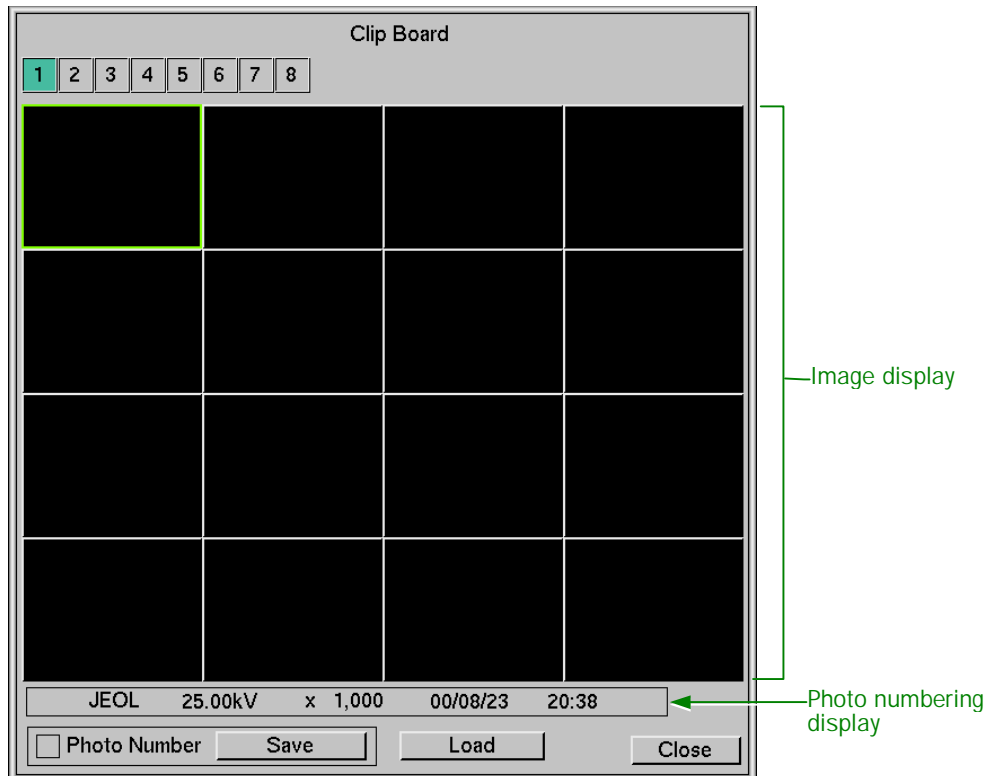 Clip Board
1 2 3 4 5 6 7 8
Image display
JEOL 25.00kV x 1,000 00/08/23 20:38
Photo numbering
display
Photo Number Save Load Close